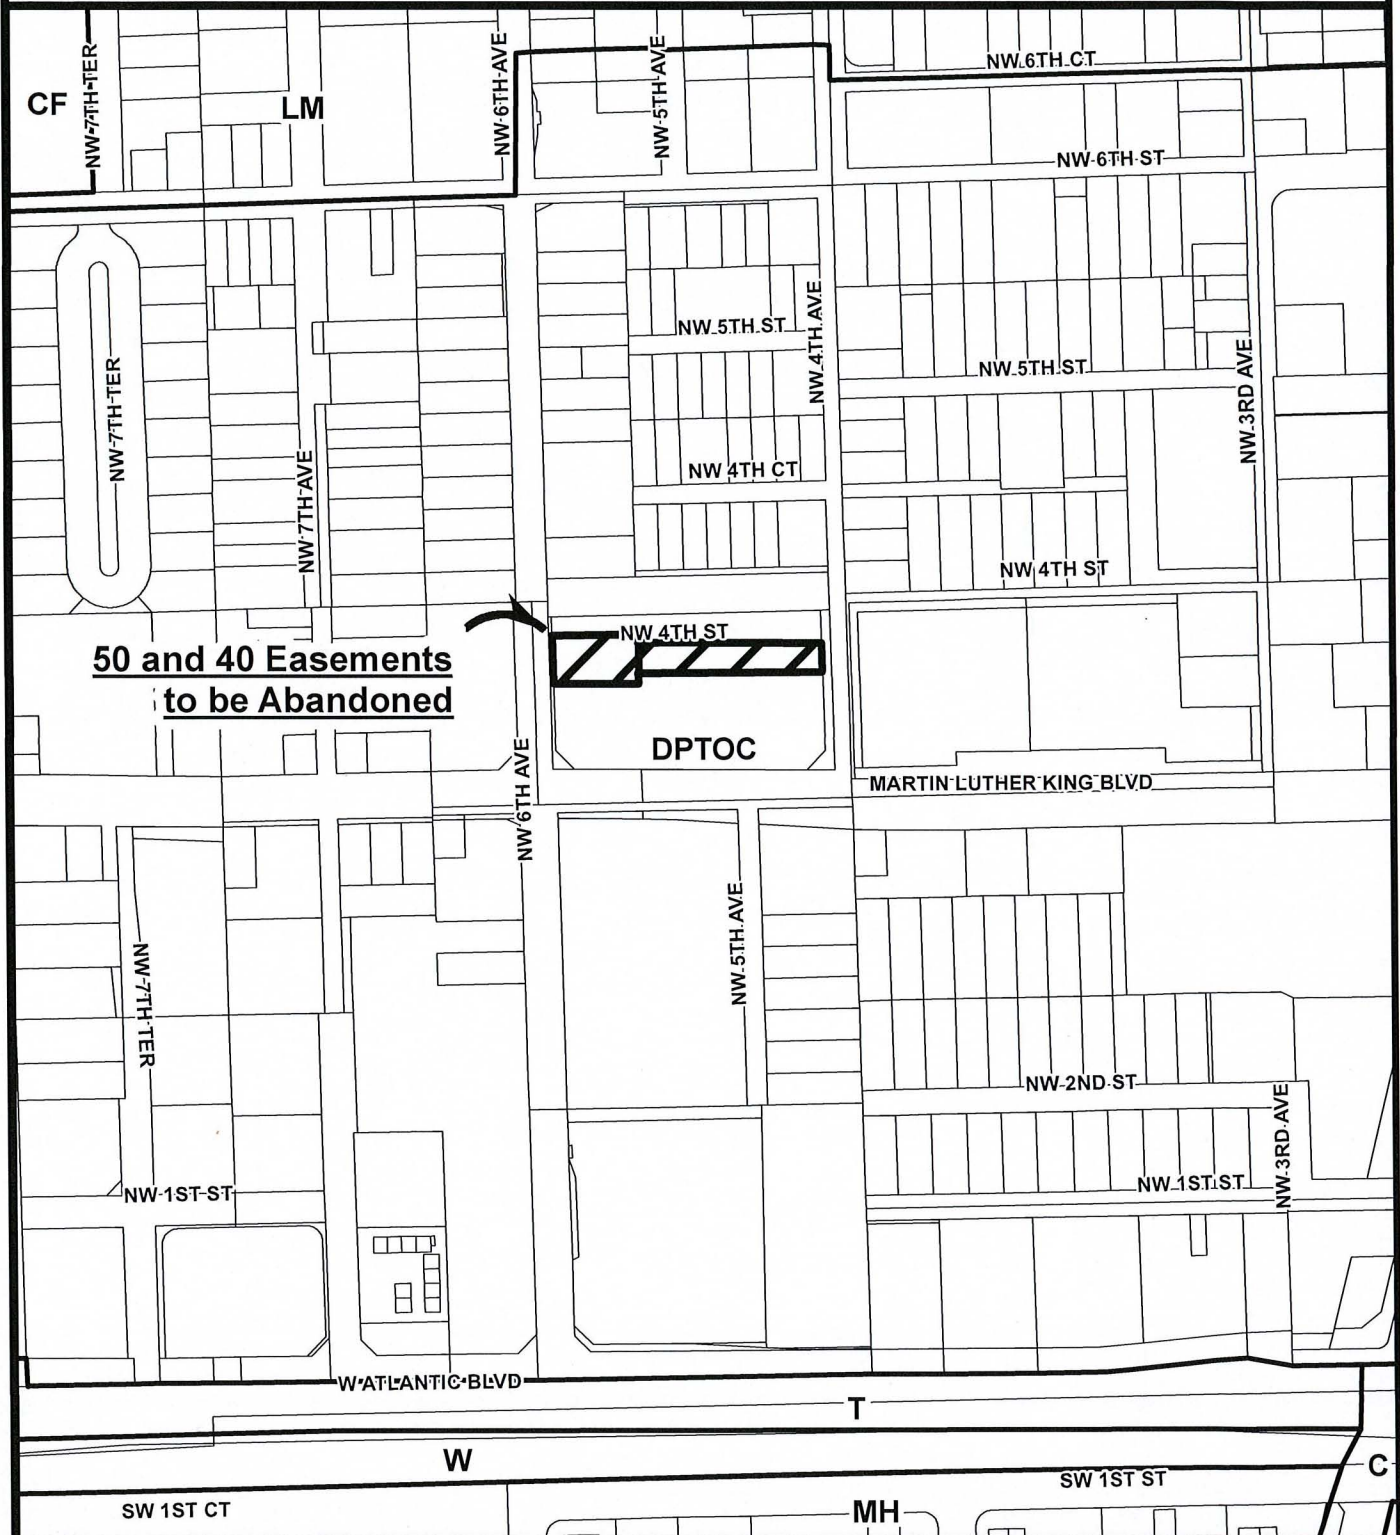 NW 6TH CT
CF
NW 7TH TER
LM
NW 6TH AVE
NW 5TH AVE
NW 6TH ST
NW 5TH ST
NW 4TH AVE
NW 5TH ST
NW 3RD AVE
NW 7TH TER
NW 7TH AVE
NW 4TH CT
NW 4TH ST
NW 4TH ST
50 and 40 Easements
to be Abandoned
DPTOC
NW 6TH AVE
MARTIN LUTHER KING BLVD
NW 5TH AVE
NW 7TH TER
NW 2ND ST
NW 3RD AVE
NW 1ST ST
NW 1ST ST
W ATLANTIC BLVD
T
W
C
SW 1ST ST
SW 1ST CT
MH